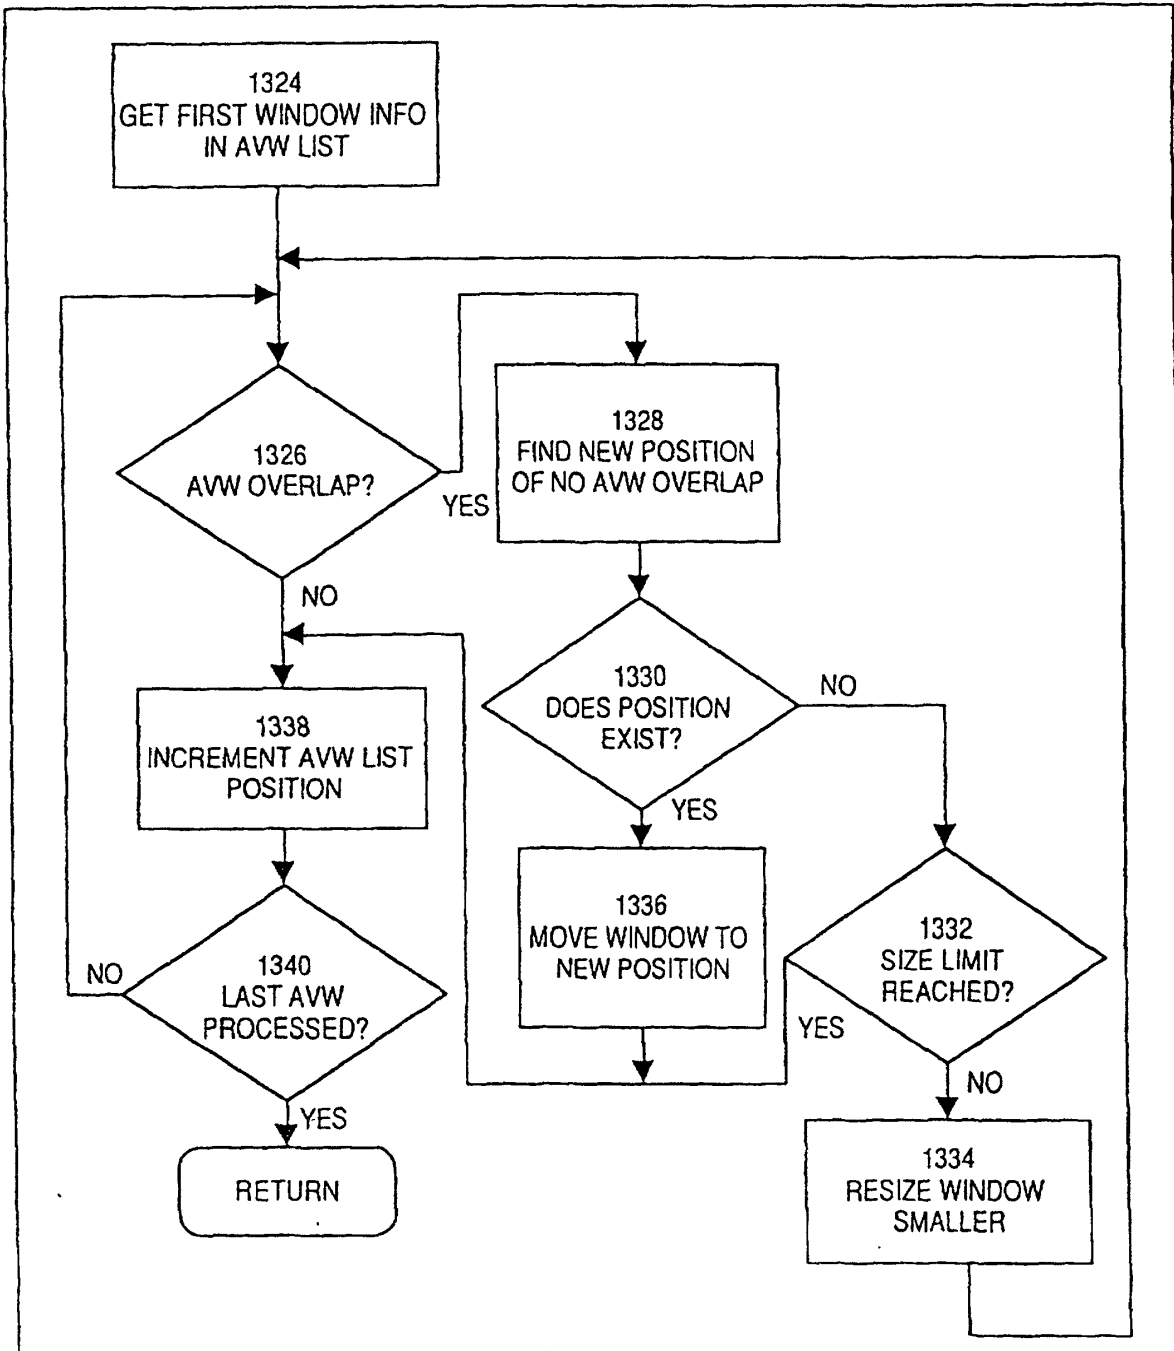 1324
GET FIRST WINDOW INFO
IN AVW LIST
1326
AVW OVERLAP?
YES
NO
1328
FIND NEW POSITION
OF NO AVW OVERLAP
1330
DOES POSITION
EXIST?
NO
YES
1338
INCREMENT AVW LIST
POSITION
1336
MOVE WINDOW TO
NEW POSITION
1332
SIZE LIMIT
REACHED?
YES
NO
1340
LAST AVW
PROCESSED?
NO
YES
RETURN
1334
RESIZE WINDOW
SMALLER